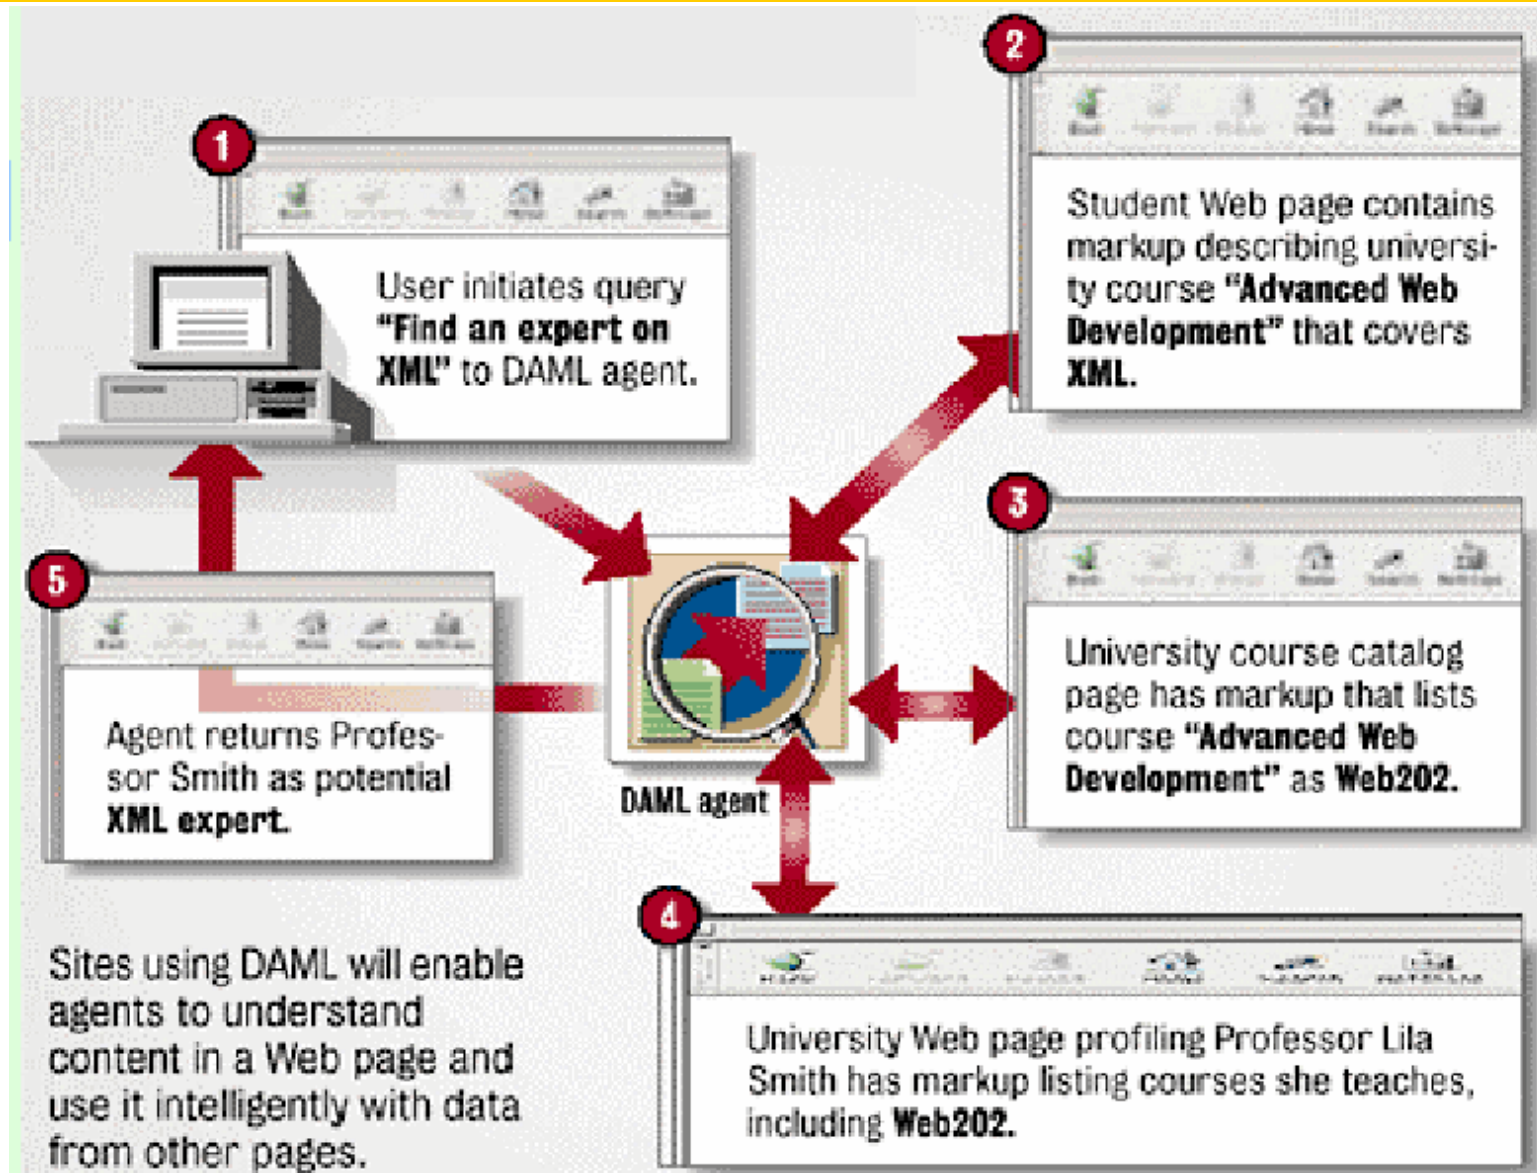 1
User initiates query
“Find an expert on
XML” to DAML agent.
2
Student Web page contains
markup describing universi-
ty course “Advanced Web
Development” that covers
XML.
3
University course catalog
page has markup that lists
course “Advanced Web
Development” as Web202.
DAML agent
4
University Web page profiling Professor Lila
Smith has markup listing courses she teaches,
including Web202.
5
Agent returns Profes-
sor Smith as potential
XML expert.
Sites using DAML will enable
agents to understand
content in a Web page and
use it intelligently with data
from other pages.